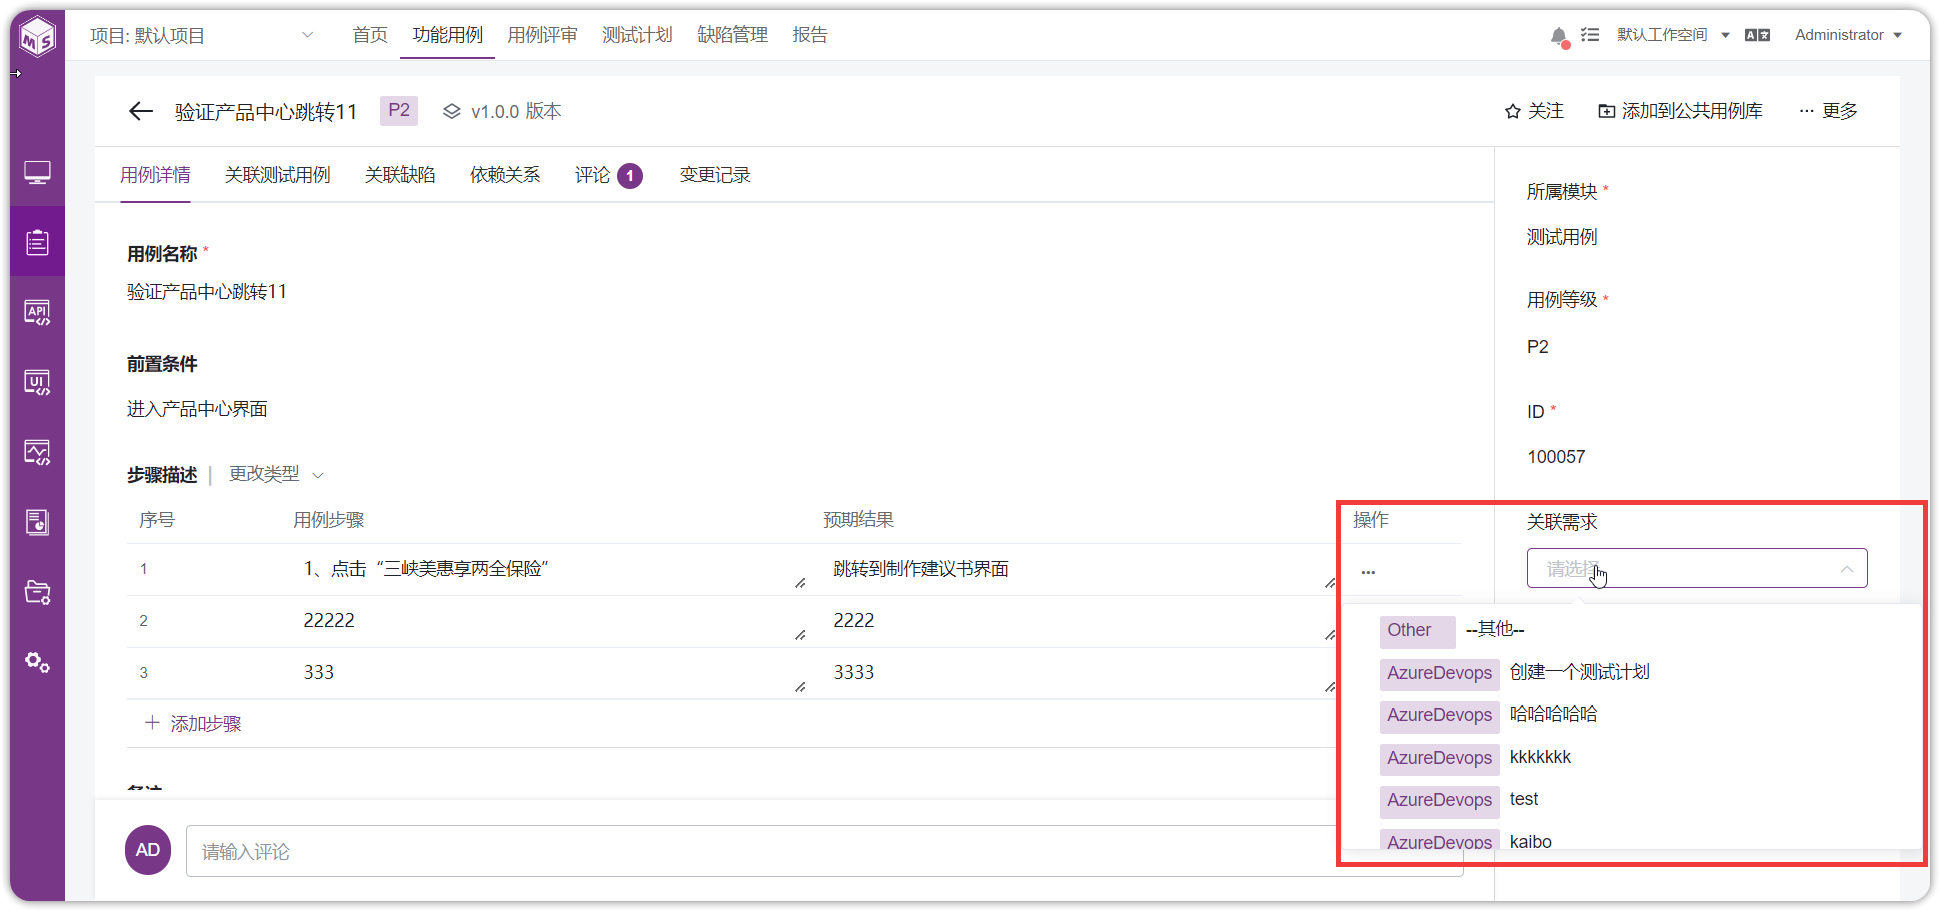 MS
项目: 默认项目
首页 功能用例 用例评审 测试计划 缺陷管理 报告
默认工作空间
Administrator
验证产品中心跳转11 P2 v1.0.0 版本
关注 添加到公共用例库 ··· 更多
用例详情 关联测试用例 关联缺陷 依赖关系 评论 1 变更记录
用例名称 *
验证产品中心跳转11
前置条件
进入产品中心界面
步骤描述 | 更改类型
序号 用例步骤 预期结果 操作
1 1、点击“三峡美惠享两全保险” 跳转到制作建议书界面 ...
2 22222 2222
3 333 3333
+ 添加步骤
备注
AD 请输入评论
API
UI
所属模块 *
测试用例
用例等级 *
P2
ID *
100057
关联需求
请选择
Other --其他--
AzureDevops 创建一个测试计划
AzureDevops 哈哈哈哈哈
AzureDevops kkkkkkk
AzureDevops test
AzureDevops kaibo